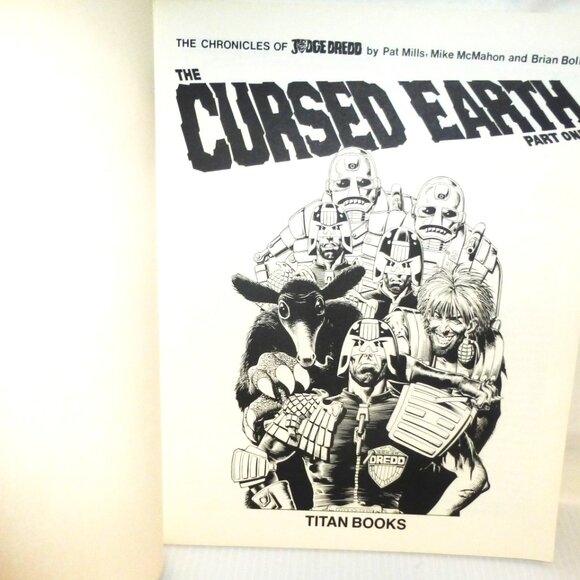 THE CHRONICLES OF JUDGE DREDD by Pat Mills, Mike McMahon and Brian Boll
THE
CURSED EARTH
PART ONE
DREDD
TITAN BOOKS